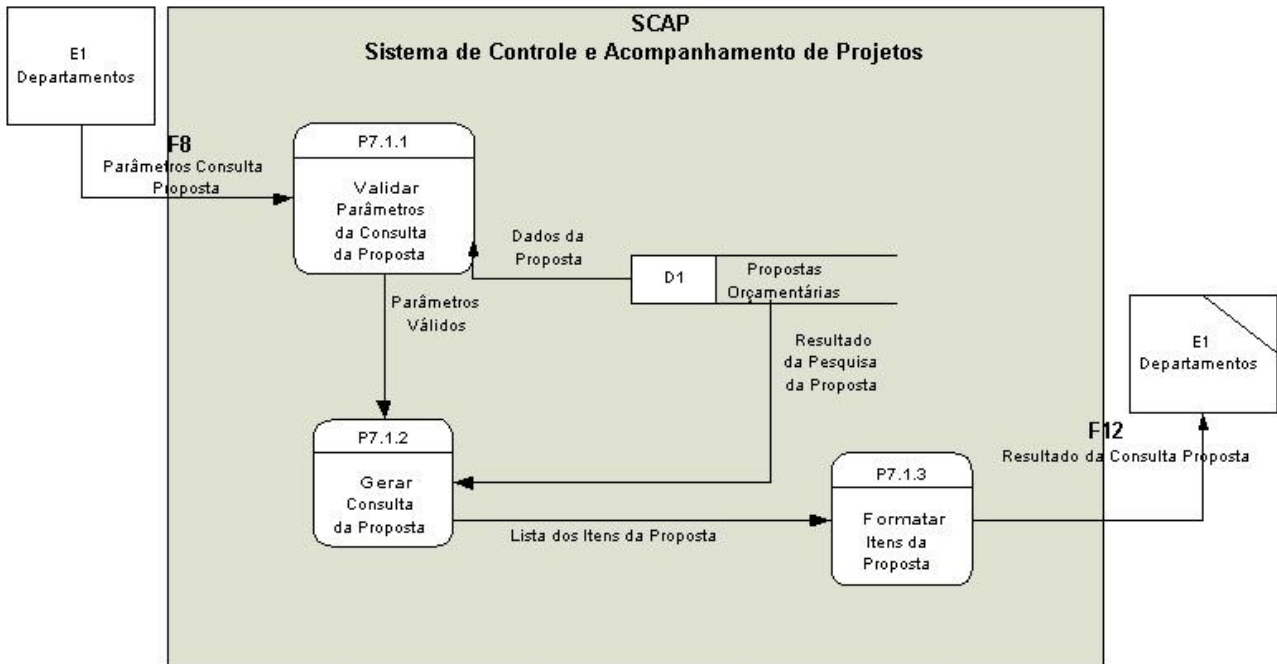 SCAP
Sistema de Controle e Acompanhamento de Projetos
E1
Departamentos
F8
Parâmetros Consulta
Proposta
P7.1.1
Validar
Parâmetros
da Consulta
da Proposta
Dados da
Proposta
D1
Propostas
Orçamentárias
Parâmetros
Válidos
Resultado
da Pesquisa
da Proposta
E1
Departamentos
P7.1.2
Gerar
Consulta
da Proposta
Lista dos Itens da Proposta
P7.1.3
Formatar
Itens da
Proposta
F12
Resultado da Consulta Proposta